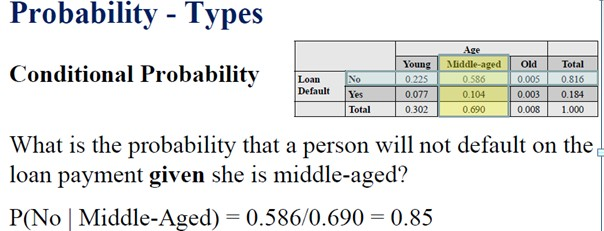 Probability - Types
Conditional Probability
Age
Young Middle-aged Old Total
Loan Default No 0.225 0.586 0.005 0.816
Yes 0.077 0.104 0.003 0.184
Total 0.302 0.690 0.008 1.000
What is the probability that a person will not default on the
loan payment given she is middle-aged?
P(No | Middle-Aged) = 0.586/0.690 = 0.85